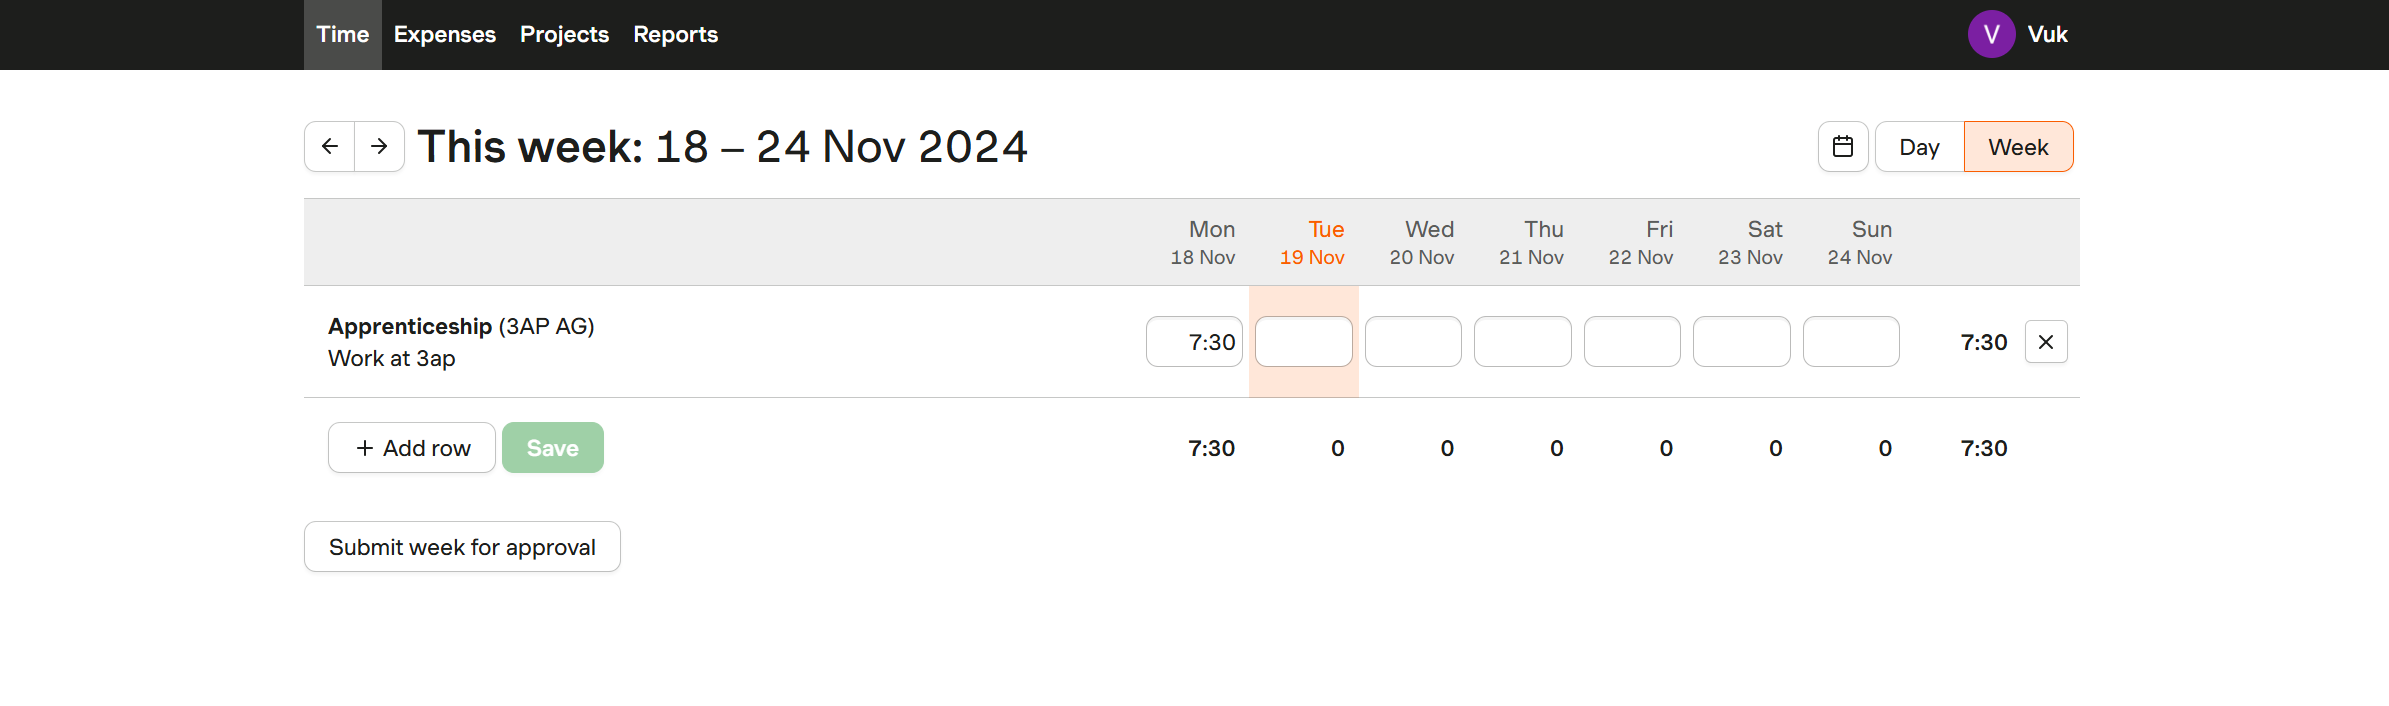 Time Expenses Projects Reports V Vuk
This week: 18 – 24 Nov 2024 Day Week
Mon Tue Wed Thu Fri Sat Sun
18 Nov 19 Nov 20 Nov 21 Nov 22 Nov 23 Nov 24 Nov
Apprenticeship (3AP AG)
Work at 3ap
7:30 7:30
Add row Save 7:30 0 0 0 0 0 0 7:30
Submit week for approval